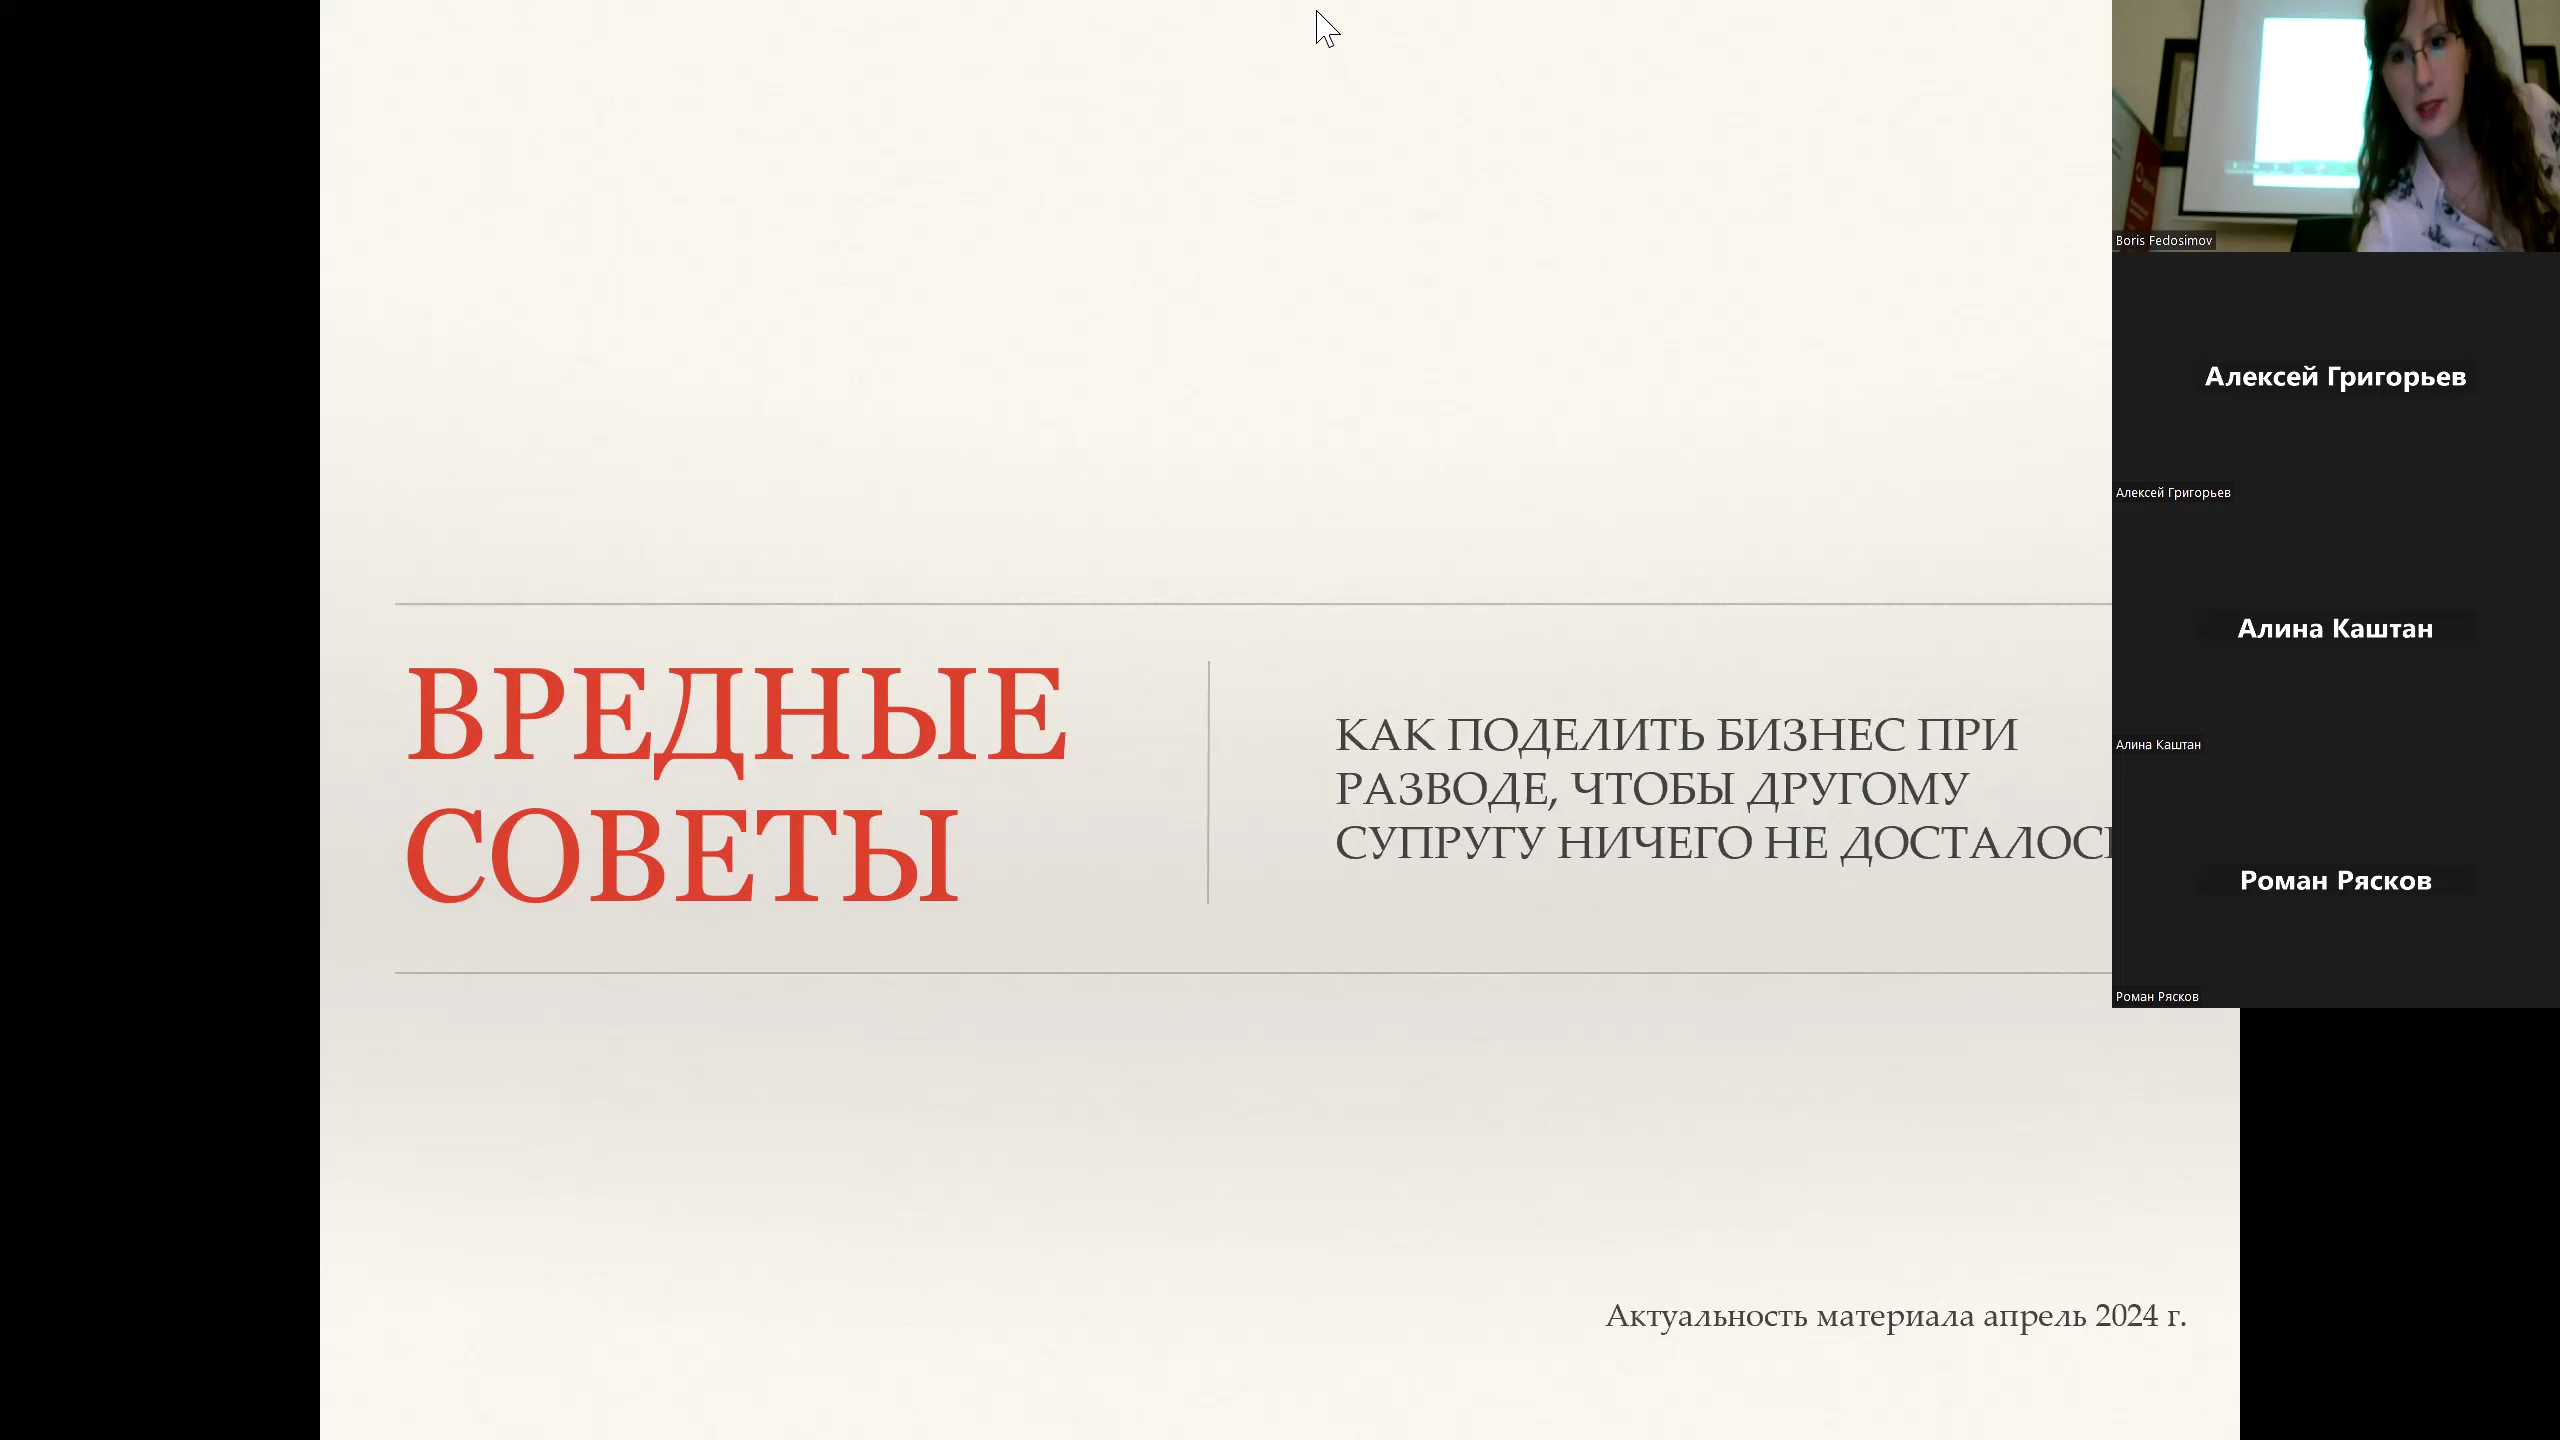 ВРЕДНЫЕ
СОВЕТЫ
КАК ПОДЕЛИТЬ БИЗНЕС ПРИ
РАЗВОДЕ, ЧТОБЫ ДРУГОМУ
СУПРУГУ НИЧЕГО НЕ ДОСТАЛОС
Актуальность материала апрель 2024 г.
Boris Fedosimov
Алексей Григорьев
Алексей Григорьев
Алина Каштан
Алина Каштан
Роман Рясков
Роман Рясков